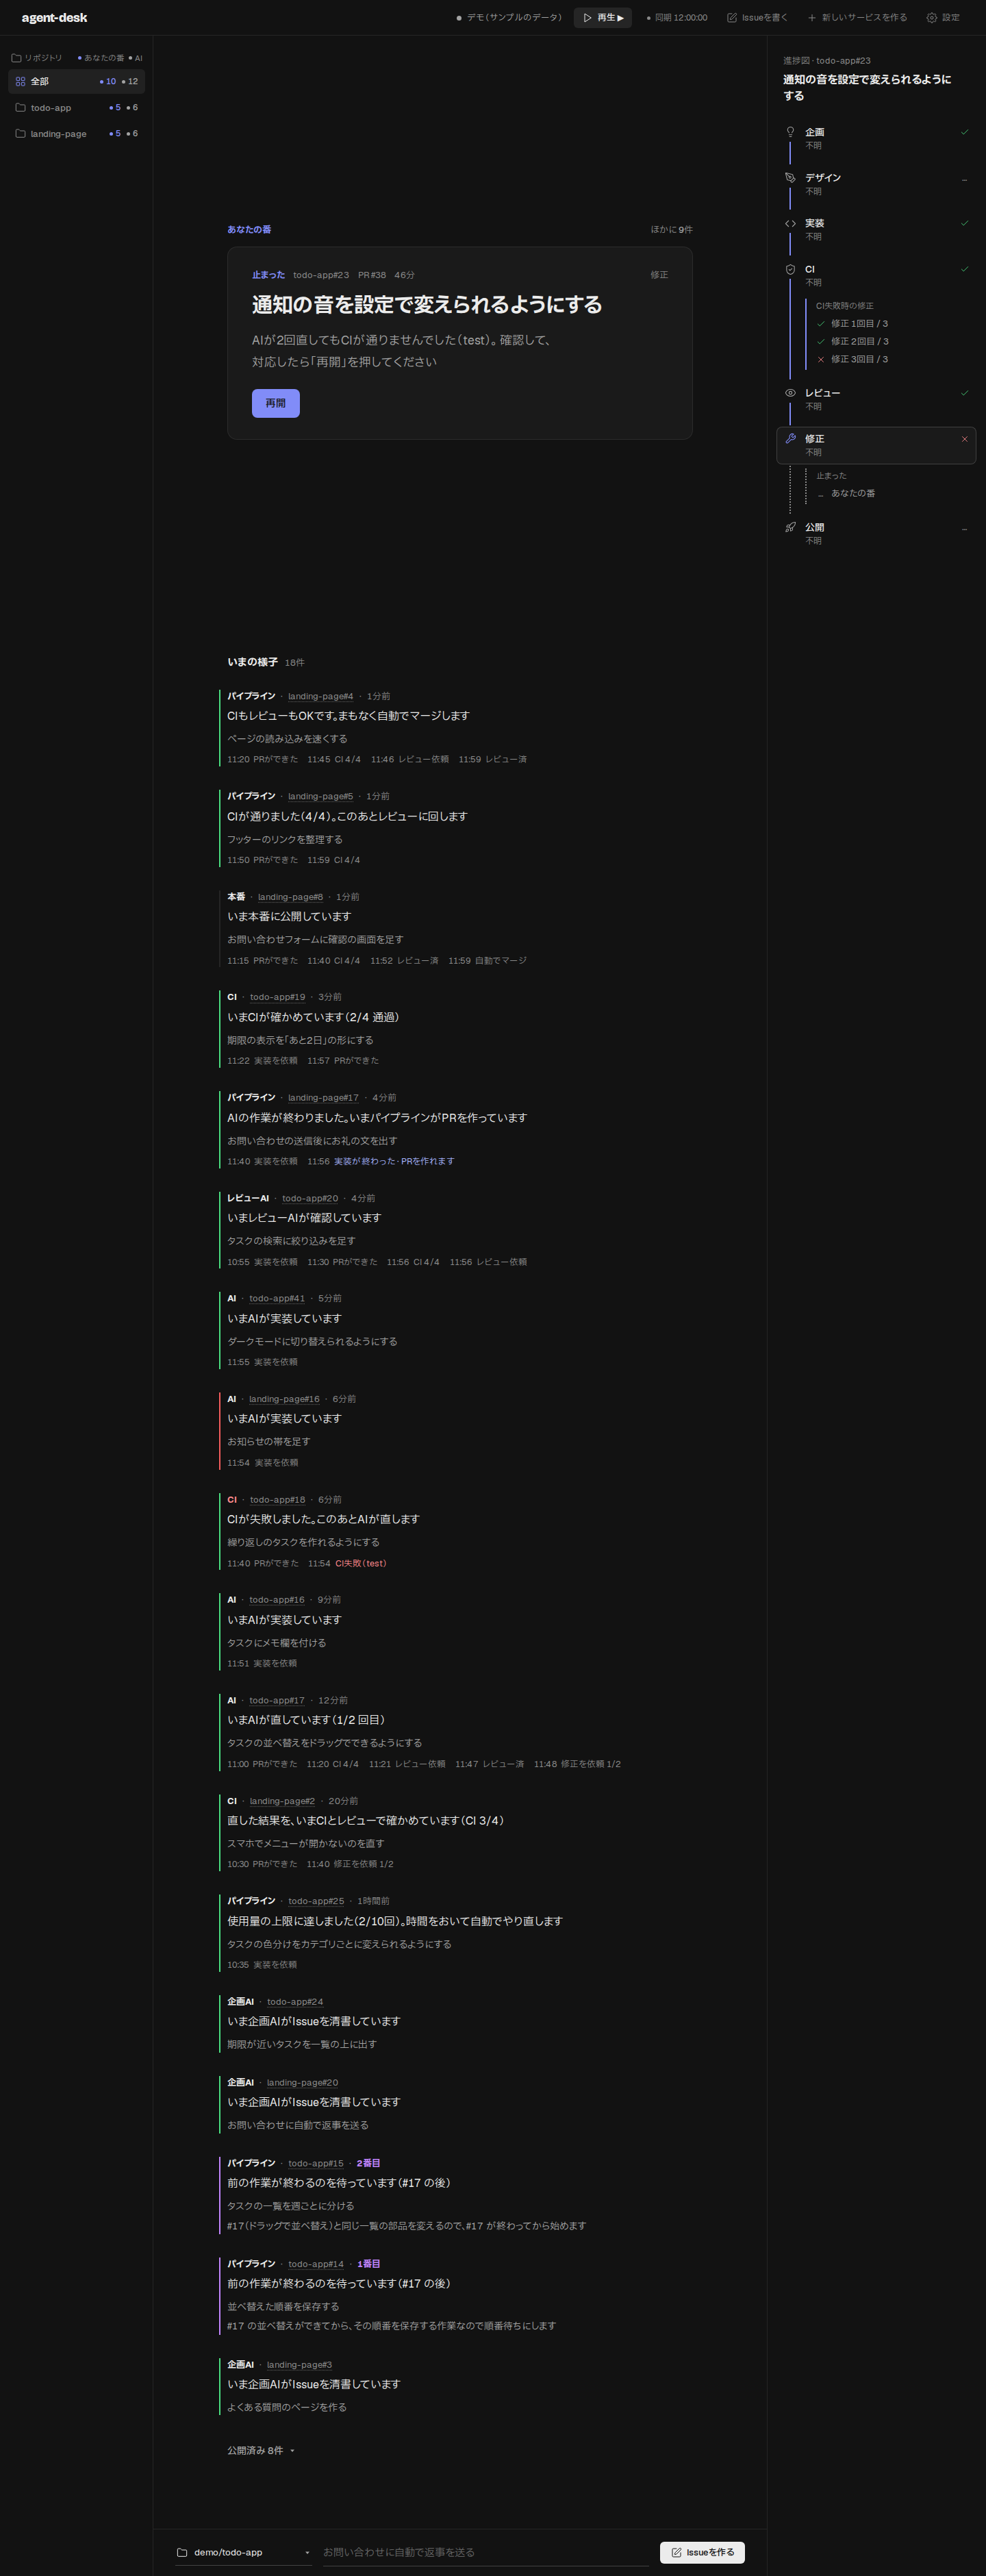 agent-desk
デモ（サンプルのデータ）
再生 ▶
同期 12:00:00
Issueを書く
新しいサービスを作る
設定
リポジトリ
あなたの番
AI
全部 10 12
todo-app 5 6
landing-page 5 6
あなたの番
ほかに 9件
止まった todo-app#23 PR #38 46分
修正
通知の音を設定で変えられるようにする
AIが2回直してもCIが通りませんでした（test）。確認して、
対応したら「再開」を押してください
再開
いまの様子 18件
パイプライン · landing-page#4 · 1分前
CIもレビューもOKです。まもなく自動でマージします
ページの読み込みを速くする
11:20 PRができた 11:45 CI 4/4 11:46 レビュー依頼 11:59 レビュー済
パイプライン · landing-page#5 · 1分前
CIが通りました（4/4）。このあとレビューに回します
フッターのリンクを整理する
11:50 PRができた 11:59 CI 4/4
本番 · landing-page#8 · 1分前
いま本番に公開しています
お問い合わせフォームに確認の画面を足す
11:15 PRができた 11:40 CI 4/4 11:52 レビュー済 11:59 自動でマージ
CI · todo-app#19 · 3分前
いまCIが確かめています（2/4 通過）
期限の表示を「あと2日」の形にする
11:22 実装を依頼 11:57 PRができた
パイプライン · landing-page#17 · 4分前
AIの作業が終わりました。いまパイプラインがPRを作っています
お問い合わせの送信後にお礼の文を出す
11:40 実装を依頼 11:56 実装が終わった · PRを作れます
レビューAI · todo-app#20 · 4分前
いまレビューAIが確認しています
タスクの検索に絞り込みを足す
10:55 実装を依頼 11:30 PRができた 11:56 CI 4/4 11:56 レビュー依頼
AI · todo-app#41 · 5分前
いまAIが実装しています
ダークモードに切り替えられるようにする
11:55 実装を依頼
AI · landing-page#16 · 6分前
いまAIが実装しています
お知らせの帯を足す
11:54 実装を依頼
CI · todo-app#18 · 6分前
CIが失敗しました。このあとAIが直します
繰り返しのタスクを作れるようにする
11:40 PRができた 11:54 CI失敗（test）
AI · todo-app#16 · 9分前
いまAIが実装しています
タスクにメモ欄を付ける
11:51 実装を依頼
AI · todo-app#17 · 12分前
いまAIが直しています（1/2 回目）
タスクの並べ替えをドラッグでできるようにする
11:00 PRができた 11:20 CI 4/4 11:21 レビュー依頼 11:47 レビュー済 11:48 修正を依頼 1/2
CI · landing-page#2 · 20分前
直した結果を、いまCIとレビューで確かめています（CI 3/4）
スマホでメニューが開かないのを直す
10:30 PRができた 11:40 修正を依頼 1/2
パイプライン · todo-app#25 · 1時間前
使用量の上限に達しました（2/10回）。時間をおいて自動でやり直します
タスクの色分けをカテゴリごとに変えられるようにする
10:35 実装を依頼
企画AI · todo-app#24
いま企画AIがIssueを清書しています
期限が近いタスクを一覧の上に出す
企画AI · landing-page#20
いま企画AIがIssueを清書しています
お問い合わせに自動で返事を送る
パイプライン · todo-app#15 · 2番目
前の作業が終わるのを待っています（#17 の後）
タスクの一覧を週ごとに分ける
#17（ドラッグで並べ替え）と同じ一覧の部品を変えるので、#17 が終わってから始めます
パイプライン · todo-app#14 · 1番目
前の作業が終わるのを待っています（#17 の後）
並べ替えた順番を保存する
#17 の並べ替えができてから、その順番を保存する作業なので順番待ちにします
企画AI · landing-page#3
いま企画AIがIssueを清書しています
よくある質問のページを作る
公開済み 8件
demo/todo-app
お問い合わせに自動で返事を送る
Issueを作る
進捗図 · todo-app#23
通知の音を設定で変えられるように
する
企画
不明
デザイン
不明
実装
不明
CI
不明
CI失敗時の修正
修正 1回目 / 3
修正 2回目 / 3
修正 3回目 / 3
レビュー
不明
修正
不明
止まった
… あなたの番
公開
不明